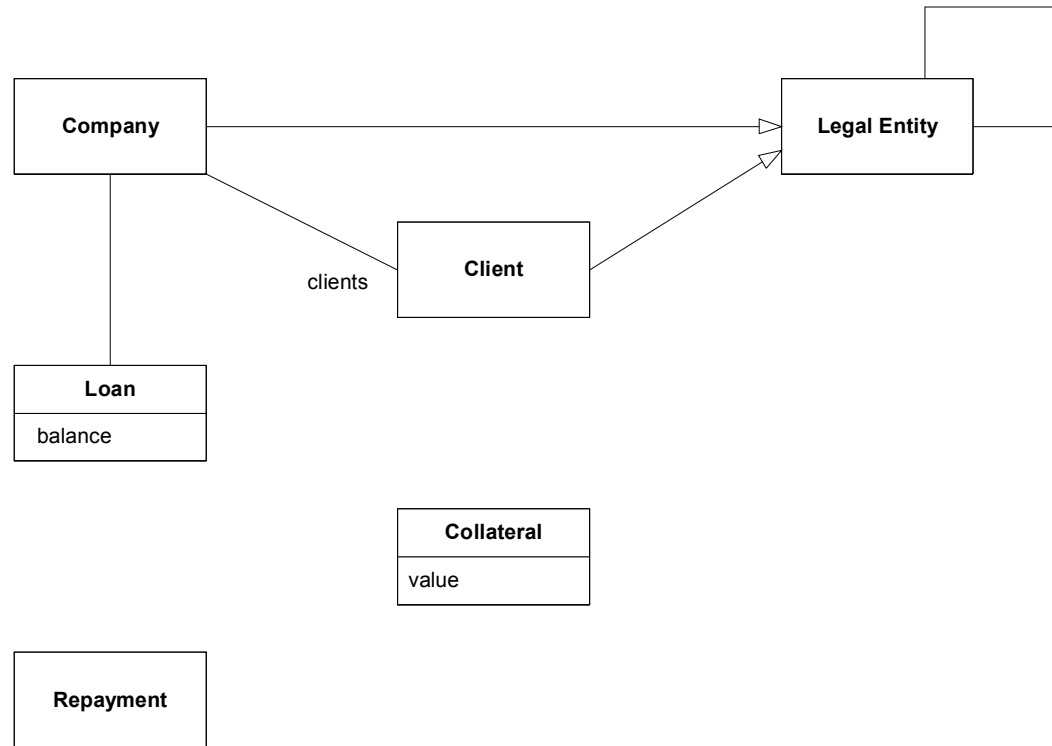 Company
Legal Entity
Client
clients
Loan
balance
Collateral
value
Repayment